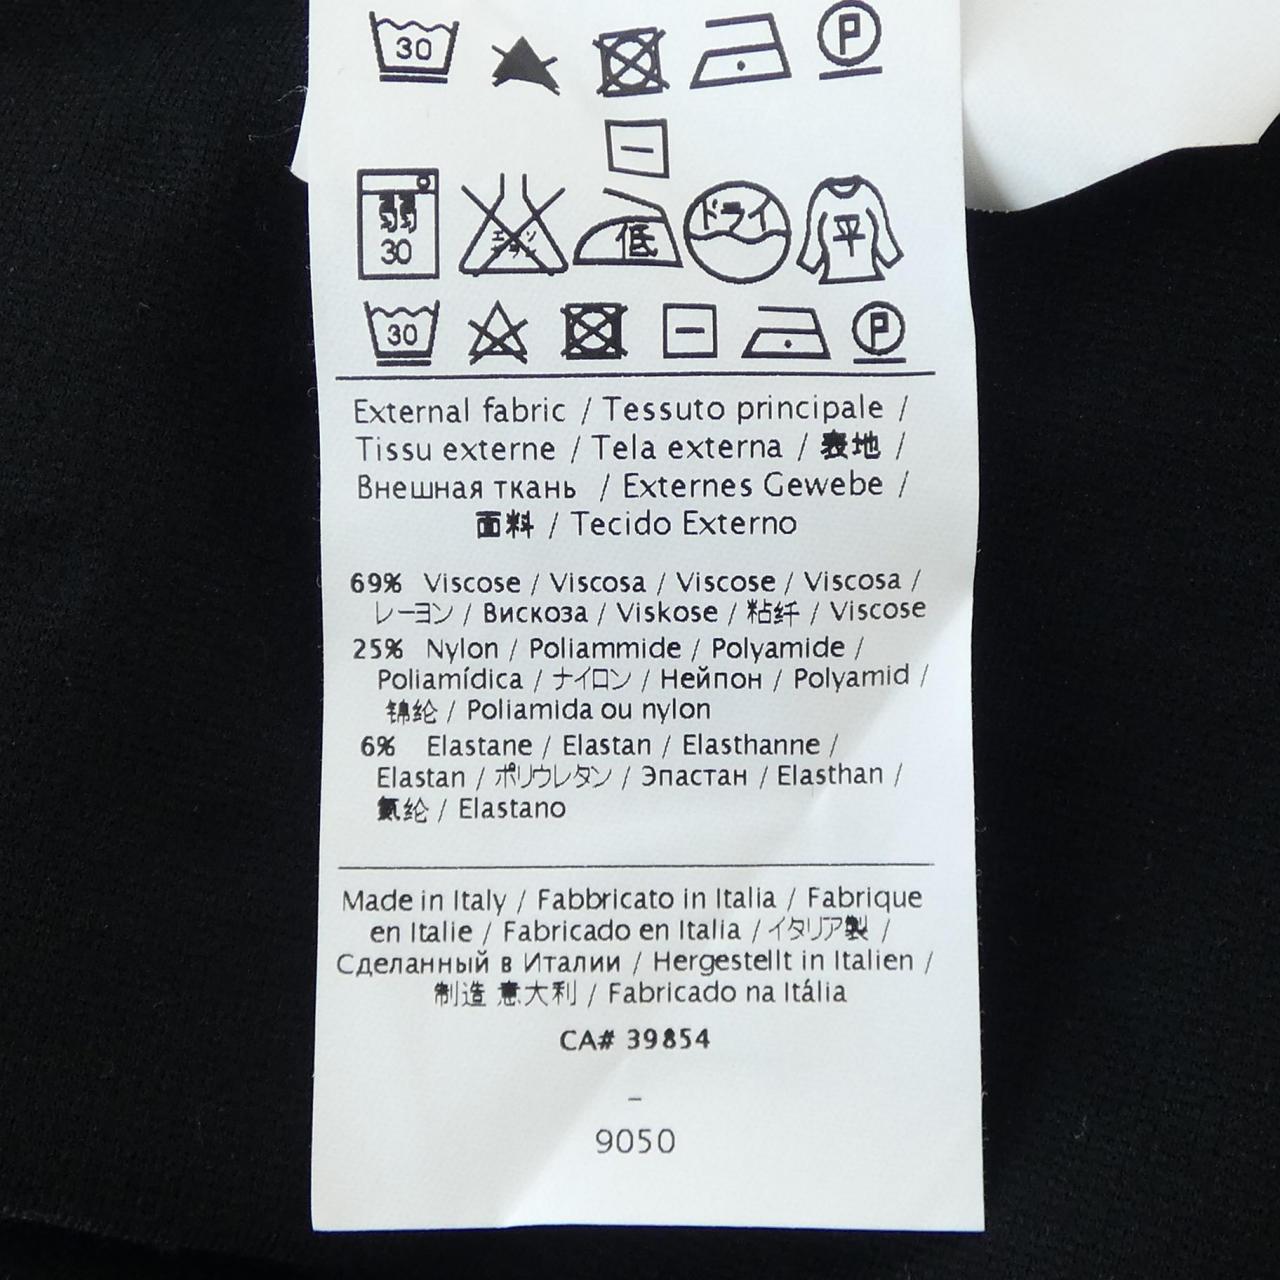 30
P
弱
30
エンソ
サラシ
低
ドライ
平
30
P
External fabric / Tessuto principale /
Tissu externe / Tela externa / 表地 /
Внешная ткань / Externes Gewebe /
面料 / Tecido Externo
69% Viscose / Viscosa / Viscose / Viscosa /
レーヨン / Вискоза / Viskose / 粘纤 / Viscose
25% Nylon / Poliammide / Polyamide /
Poliamídica / ナイロン / Нейпон / Polyamid /
锦纶 / Poliamida ou nylon
6% Elastane / Elastan / Elasthanne /
Elastan / ポリウレタン / Эпастан / Elasthan /
氨纶 / Elastano
Made in Italy / Fabbricato in Italia / Fabrique
en Italie / Fabricado en Italia / イタリア製 /
Сделанный в Италии / Hergestellt in Italien /
制造 意大利 / Fabricado na Itália
CA# 39854
-
9050